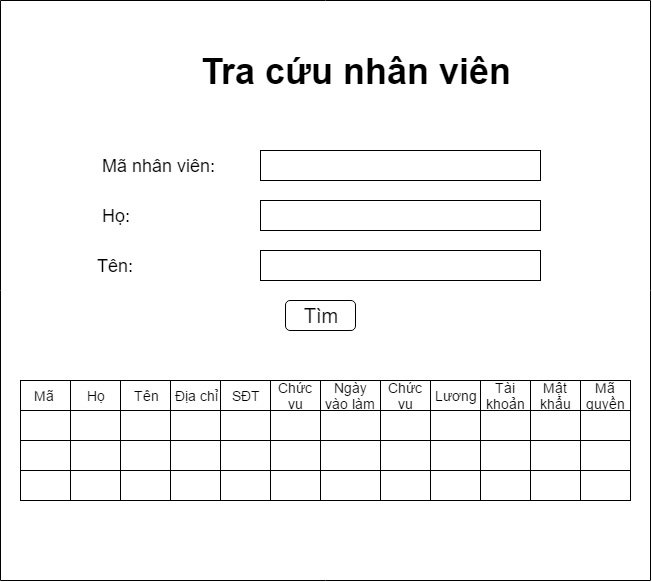 Tra cứu nhân viên
Mã nhân viên:
Họ:
Tên:
Tìm
Mã Họ Tên Địa chỉ SĐT Chức vụ Ngày vào làm Chức vụ Lương Tài khoản Mật khẩu Mã quyền